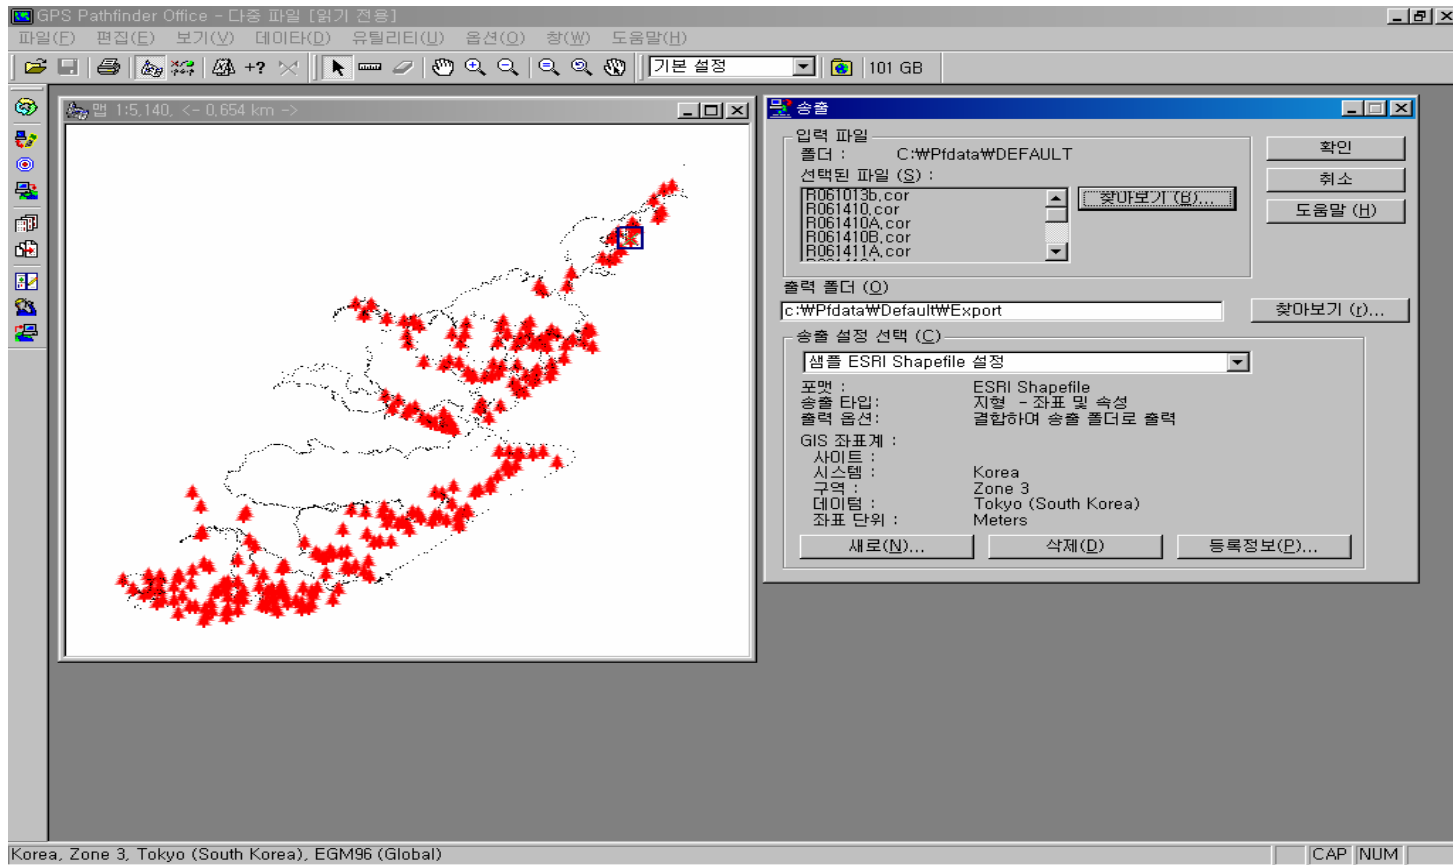 GPS Pathfinder Office - 다중 파일 [읽기 전용]
파일(F) 편집(E) 보기(V) 데이타(D) 유틸리티(U) 옵션(O) 창(W) 도움말(H)
기본 설정 101 GB
맵 1:5,140, <- 0,654 km ->
송출
입력 파일
폴더 : C:₩Pfdata₩DEFAULT
선택된 파일 (S) :
R061013b.cor
R061410.cor
R061410A.cor
R061410B.cor
R061411A.cor
찾아보기 (B)...
확인
취소
도움말 (H)
출력 폴더 (O)
c:₩Pfdata₩Default₩Export
찾아보기 (r)...
송출 설정 선택 (C)
샘플 ESRI Shapefile 설정
포맷 : ESRI Shapefile
송출 타입: 지형 - 좌표 및 속성
출력 옵션: 결합하여 송출 폴더로 출력
GIS 좌표계 :
사이트 :
시스템 : Korea
구역 : Zone 3
데이텀 : Tokyo (South Korea)
좌표 단위 : Meters
새로(N)... 삭제(D) 등록정보(P)...
Korea, Zone 3, Tokyo (South Korea), EGM96 (Global)
CAP NUM